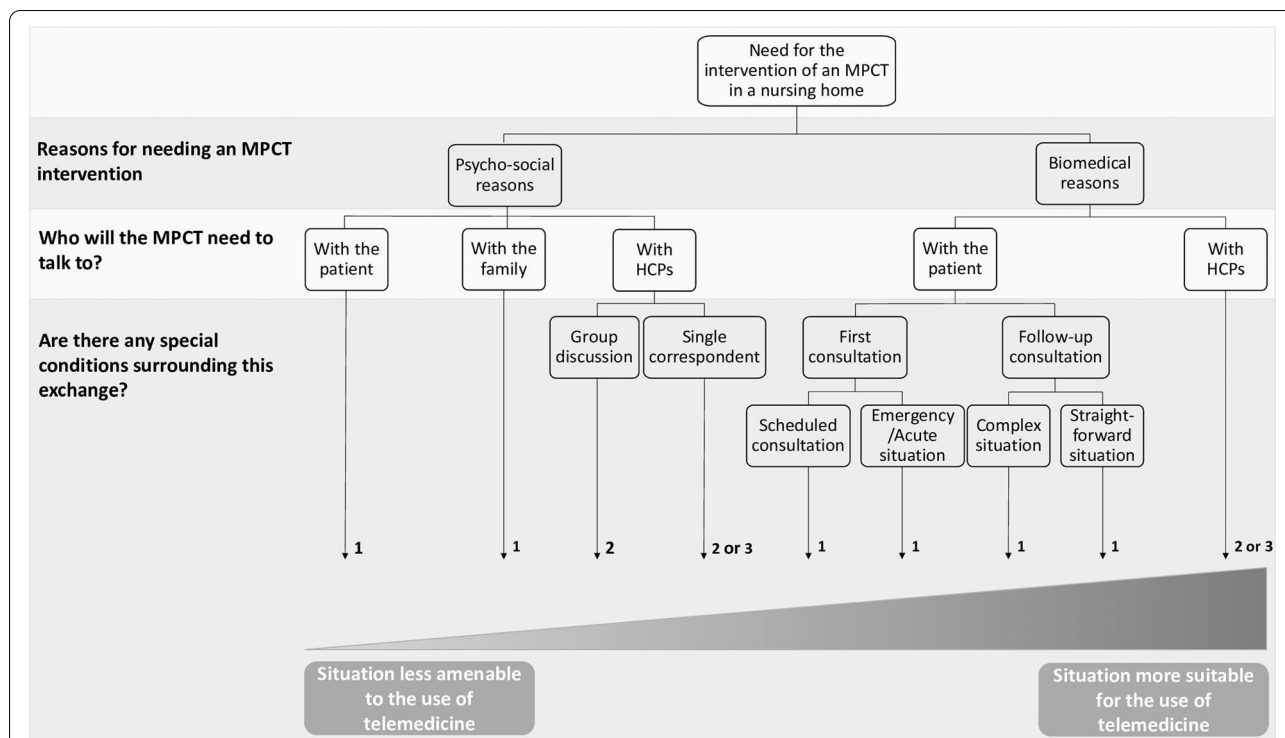 Need for the
intervention of an MPCT
in a nursing home
Reasons for needing an MPCT
intervention
Psycho-social
reasons
Biomedical
reasons
Who will the MPCT need to
talk to?
With the
patient
With the
family
With
HCPs
With the
patient
With
HCPs
Are there any special
conditions surrounding this
exchange?
Group
discussion
Single
correspondent
First
consultation
Follow-up
consultation
Scheduled
consultation
Emergency
/Acute
situation
Complex
situation
Straight-
forward
situation
1
1
2
2 or 3
1
1
1
1
2 or 3
Situation less amenable
to the use of
telemedicine
Situation more suitable
for the use of
telemedicine